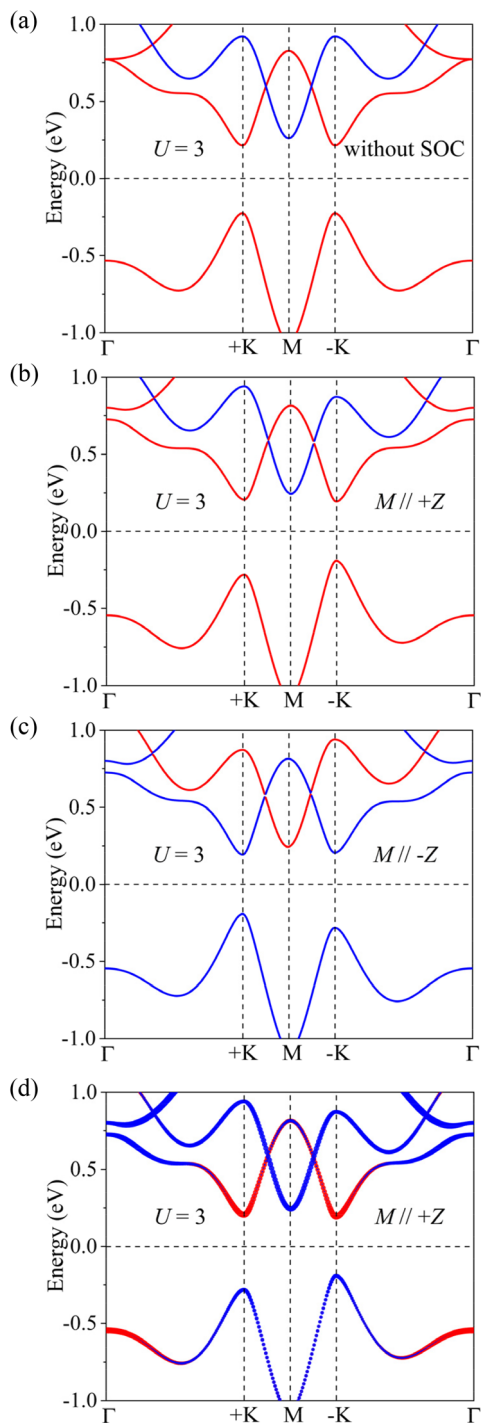 (a)
1.0
0.5
0.0
-0.5
-1.0
Energy (eV)
U = 3
without SOC
Γ +K M -K Γ
(b)
1.0
0.5
0.0
-0.5
-1.0
Energy (eV)
U = 3
M // +Z
Γ +K M -K Γ
(c)
1.0
0.5
0.0
-0.5
-1.0
Energy (eV)
U = 3
M // -Z
Γ +K M -K Γ
(d)
1.0
0.5
0.0
-0.5
-1.0
Energy (eV)
U = 3
M // +Z
Γ +K M -K Γ